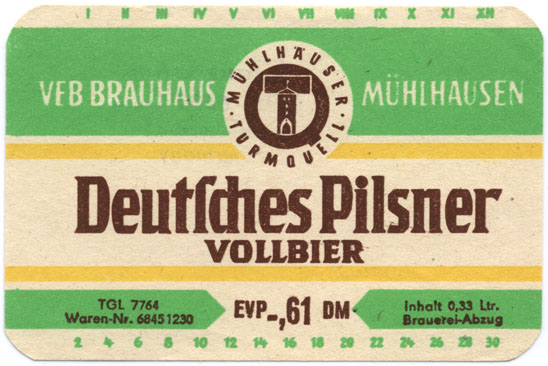 I II III IV V VI VII VIII IX X XI XII
VEB BRAUHAUS MÜHLHAUSEN
MÜHLHÄUSER
· TURMQUELL ·
Deutſches Pilsner
VOLLBIER
TGL 7764
Waren-Nr. 68451230
EVP -,61 DM
Inhalt 0,33 Ltr.
Brauerei-Abzug
2 4 6 8 10 12 14 16 18 20 22 24 26 28 30